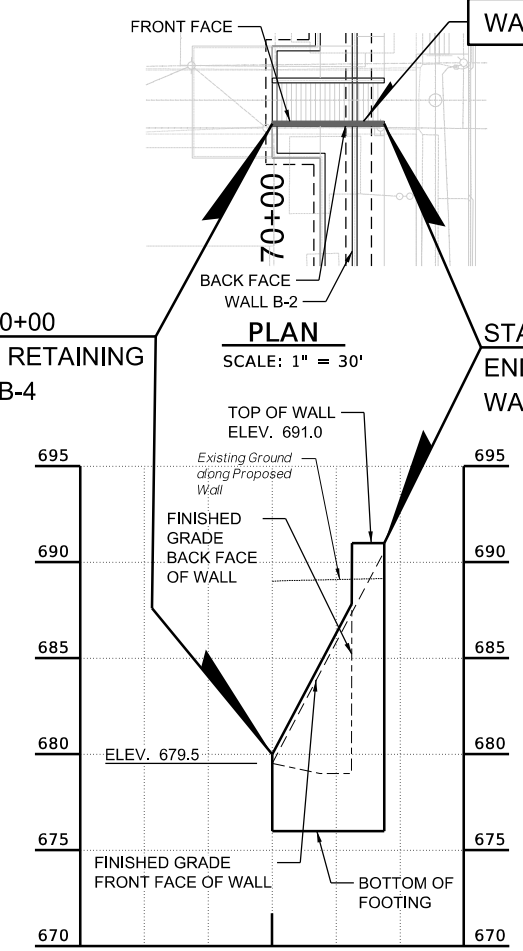 FRONT FACE
WA
70+00
BACK FACE
WALL B-2
0+00
RETAINING
B-4
PLAN
SCALE: 1" = 30'
STA
EN
WA
TOP OF WALL
ELEV. 691.0
Existing Ground
along Proposed
Wall
FINISHED
GRADE
BACK FACE
OF WALL
695
695
690
690
685
685
680
680
ELEV. 679.5
675
675
FINISHED GRADE
FRONT FACE OF WALL
BOTTOM OF
FOOTING
670
670